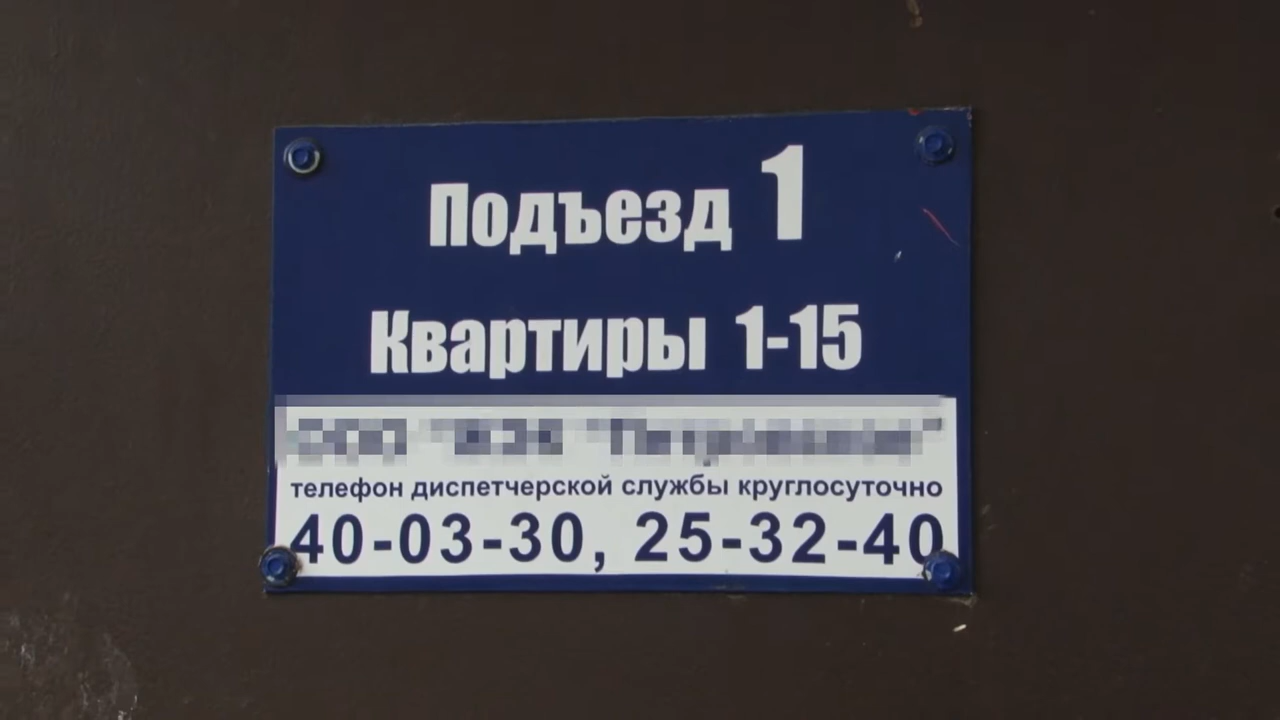 Подъезд 1
Квартиры 1-15
телефон диспетчерской службы круглосуточно
40-03-30, 25-32-40